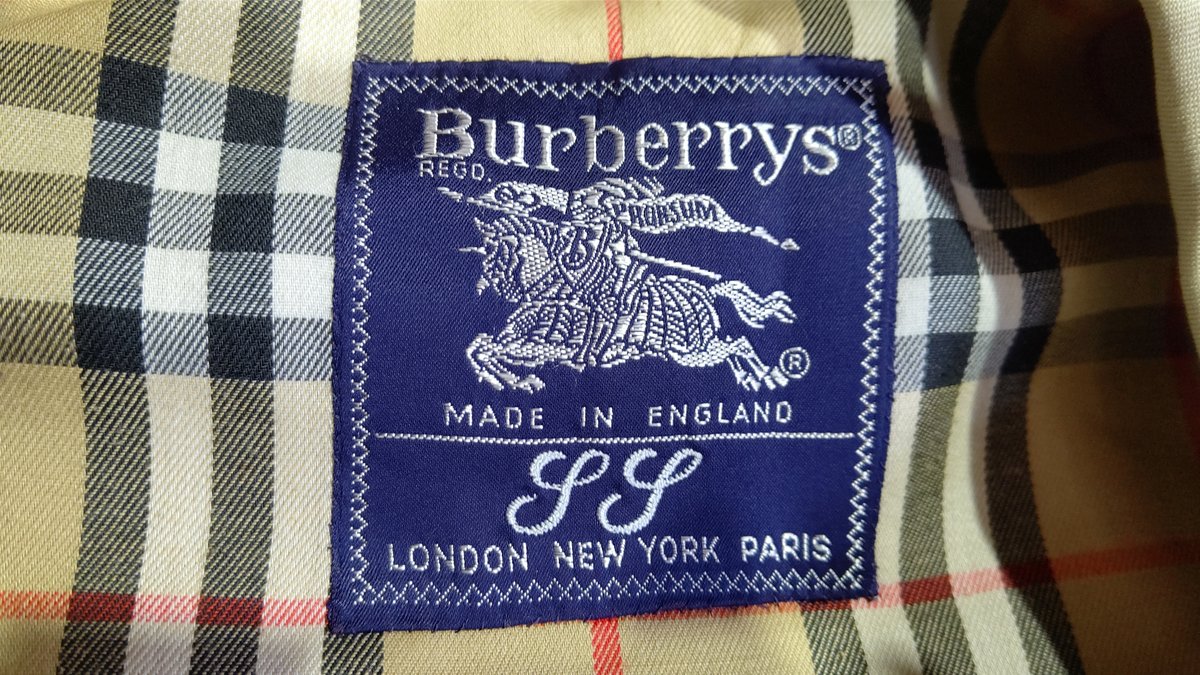 Burberrys®
REGD.
PRORSUM
B
®
MADE IN ENGLAND
SS
LONDON NEW YORK PARIS